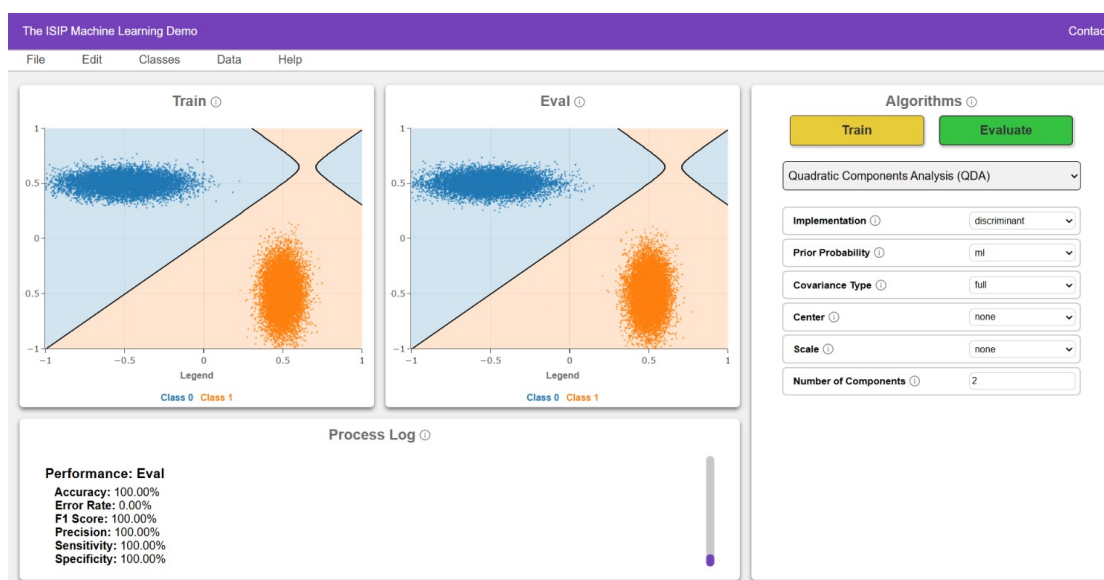 The ISIP Machine Learning Demo
Contac
File Edit Classes Data Help
Train
1
0.5
0
0.5
−1
−1 −0.5 0 0.5 1
Legend
Class 0 Class 1
Eval
1
0.5
0
0.5
−1
−1 −0.5 0 0.5 1
Legend
Class 0 Class 1
Algorithms
Train Evaluate
Quadratic Components Analysis (QDA)
Implementation discriminant
Prior Probability ml
Covariance Type full
Center none
Scale none
Number of Components 2
Process Log
Performance: Eval
Accuracy: 100.00%
Error Rate: 0.00%
F1 Score: 100.00%
Precision: 100.00%
Sensitivity: 100.00%
Specificity: 100.00%